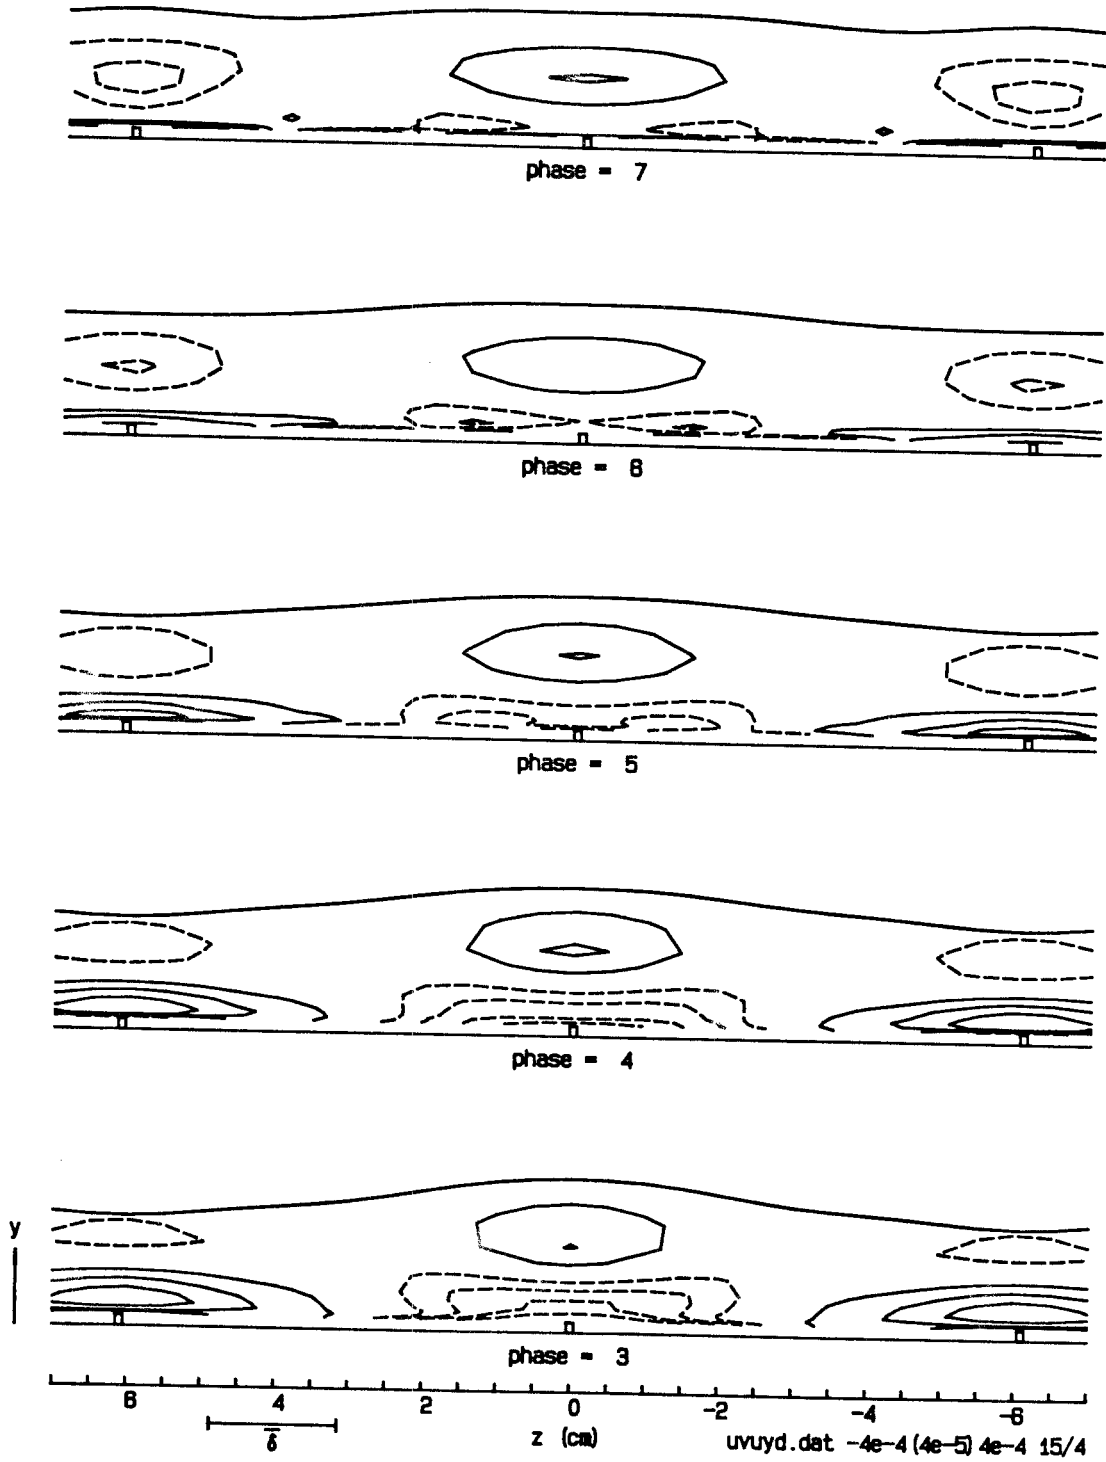 phase = 7
phase = 6
phase = 5
phase = 4
y
phase = 3
6 4 2 0 -2 -4 -6
δ̄
z (cm)
uvuyd.dat -4e-4 (4e-5) 4e-4 15/4